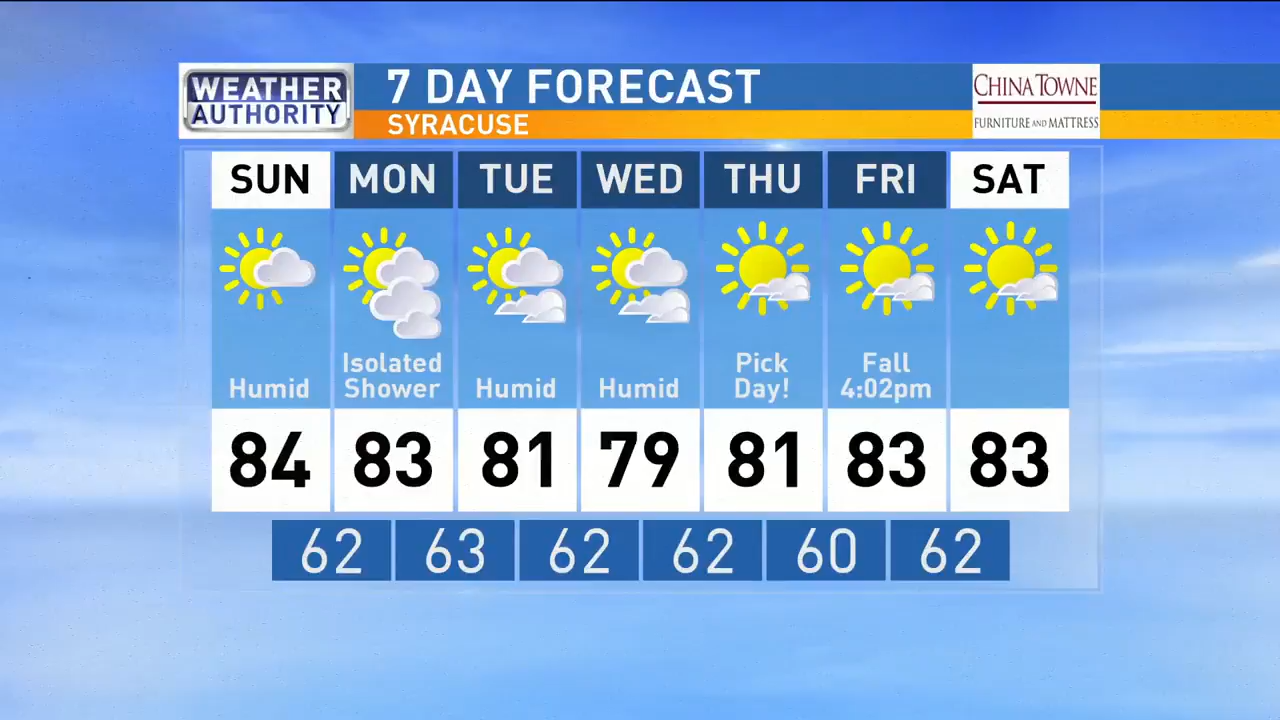 WEATHER
AUTHORITY
7 DAY FORECAST
SYRACUSE
CHINA TOWNE
FURNITURE AND MATTRESS
SUN MON TUE WED THU FRI SAT
Humid
Isolated
Shower
Humid
Humid
Pick
Day!
Fall
4:02pm
84 83 81 79 81 83 83
62 63 62 62 60 62